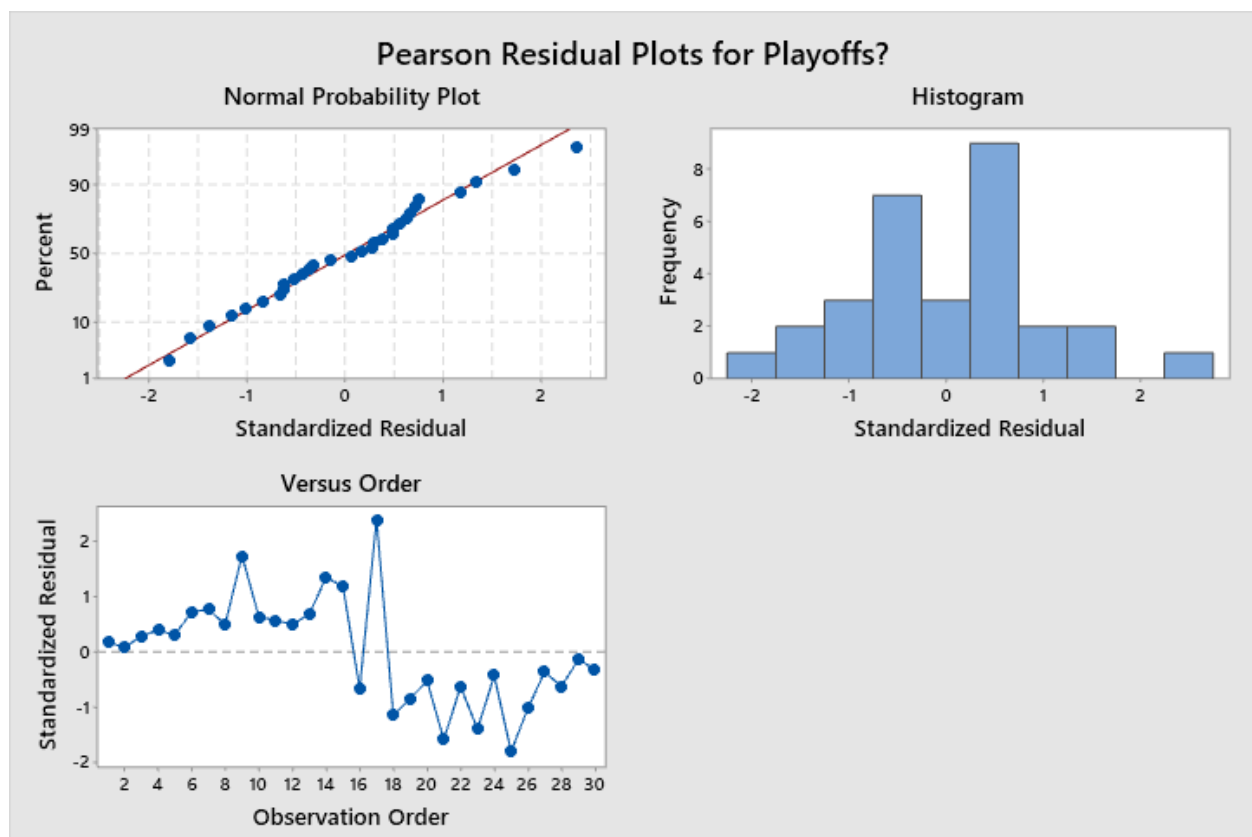 Pearson Residual Plots for Playoffs?
Normal Probability Plot
99
90
50
10
1
Percent
-2 -1 0 1 2
Standardized Residual
Histogram
8
6
4
2
0
Frequency
-2 -1 0 1 2
Standardized Residual
Versus Order
2
1
0
-1
-2
Standardized Residual
2 4 6 8 10 12 14 16 18 20 22 24 26 28 30
Observation Order